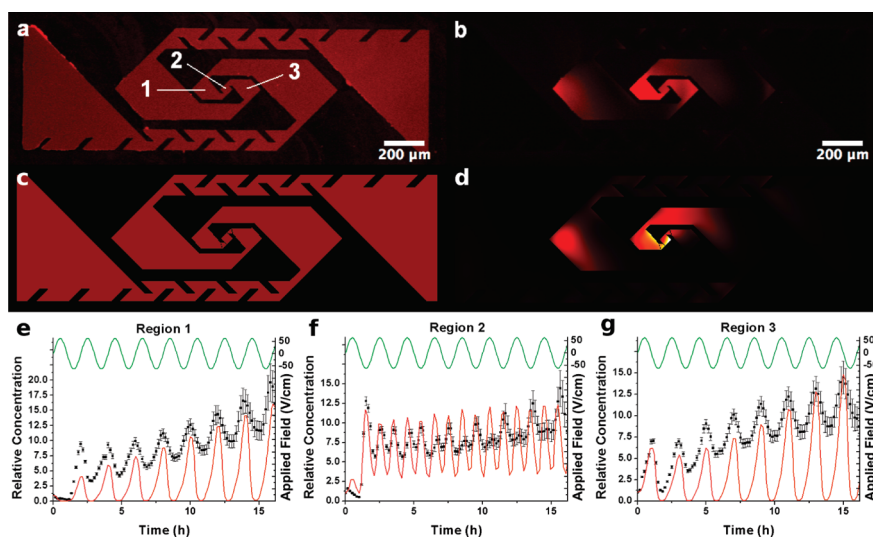 a
b
2
3
1
200 µm
200 µm
c
d
e
Region 1
f
Region 2
g
Region 3
50
0
-50
20.0
17.5
15.0
12.5
10.0
7.5
5.0
2.5
0.0
0
5
10
15
Time (h)
Relative Concentration
Applied Field (V/cm)
50
0
-50
15.0
12.5
10.0
7.5
5.0
2.5
0.0
0
5
10
15
Time (h)
Relative Concentration
Applied Field (V/cm)
50
0
-50
15.0
12.5
10.0
7.5
5.0
2.5
0.0
0
5
10
15
Time (h)
Relative Concentration
Applied Field (V/cm)